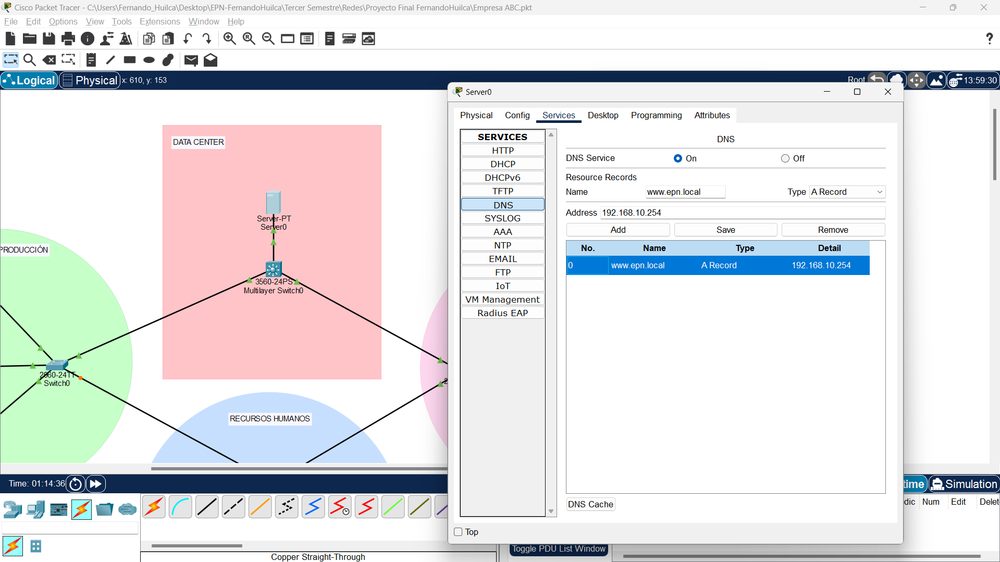 Cisco Packet Tracer - C:\Users\Fernando_Huilca\Desktop\EPN-FernandoHuilca\Tercer Semestre\Redes\Proyecto Final FernandoHuilca\Empresa ABC.pkt
File Edit Options View Tools Extensions Window Help
?
Logical Physical x: 610, y: 153
Root 13:59:30
DATA CENTER
Server-PT
Server0
PRODUCCIÓN
3560-24PS
Multilayer Switch0
2960-24TT
Switch0
2
RECURSOS HUMANOS
Server0
Physical Config Services Desktop Programming Attributes
SERVICES
HTTP
DHCP
DHCPv6
TFTP
DNS
SYSLOG
AAA
NTP
EMAIL
FTP
IoT
VM Management
Radius EAP
DNS
DNS Service On Off
Resource Records
Name www.epn.local Type A Record
Address 192.168.10.254
Add Save Remove
No. Name Type Detail
0 www.epn.local A Record 192.168.10.254
DNS Cache
Top
Time: 01:14:36
time Simulation
dic Num Edit Delet
Toggle PDU List Window
Copper Straight-Through